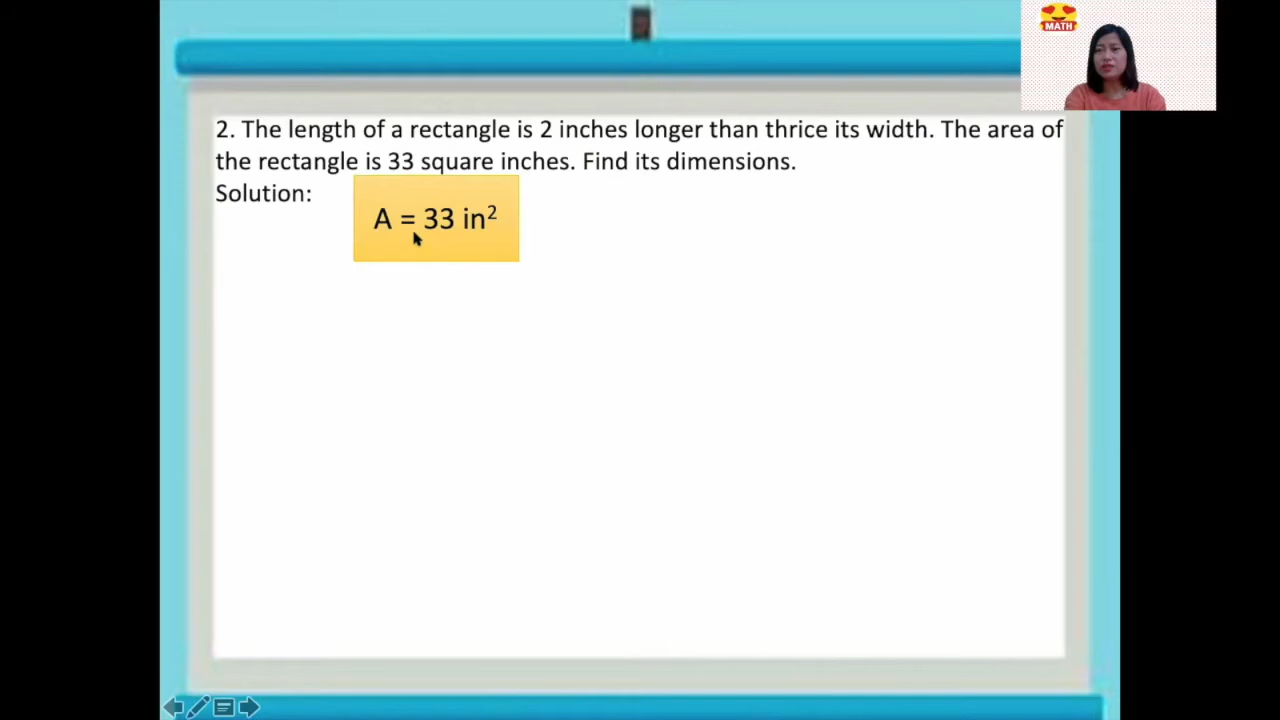 MATH
2. The length of a rectangle is 2 inches longer than thrice its width. The area of
the rectangle is 33 square inches. Find its dimensions.
Solution:
A = 33 in²